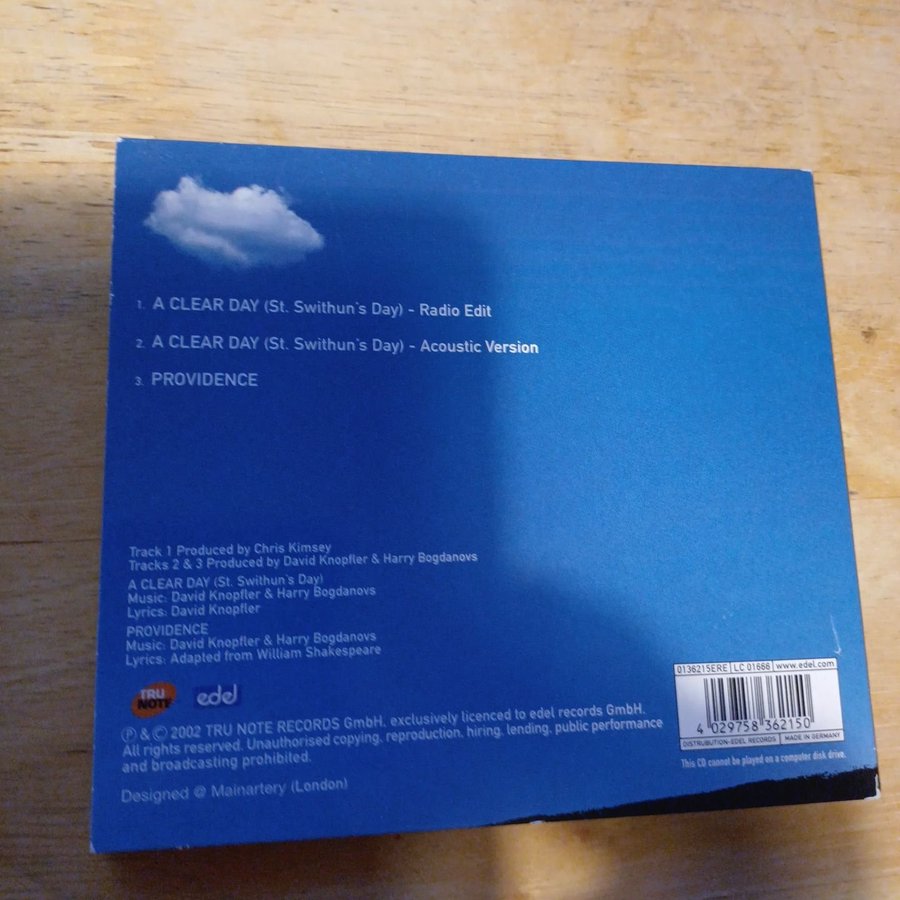 1. A CLEAR DAY (St. Swithun's Day) - Radio Edit
2. A CLEAR DAY (St. Swithun's Day) - Acoustic Version
3. PROVIDENCE
Track 1 Produced by Chris Kimsey
Tracks 2 & 3 Produced by David Knopfler & Harry Bogdanovs
A CLEAR DAY (St. Swithun's Day)
Music: David Knopfler & Harry Bogdanovs
Lyrics: David Knopfler
PROVIDENCE
Music: David Knopfler & Harry Bogdanovs
Lyrics: Adapted from William Shakespeare
TRU
NOTE
edel
Ⓟ & © 2002 TRU NOTE RECORDS GmbH. exclusively licenced to edel records GmbH.
All rights reserved. Unauthorised copying, reproduction, hiring, lending, public performance
and broadcasting prohibited.
Designed @ Mainartery (London)
0136215ERE LC 01666 www.edel.com
4 029758 362150
DISTRUBUTION-EDEL RECORDS MADE IN GERMANY
This CD cannot be played on a computer disk drive.